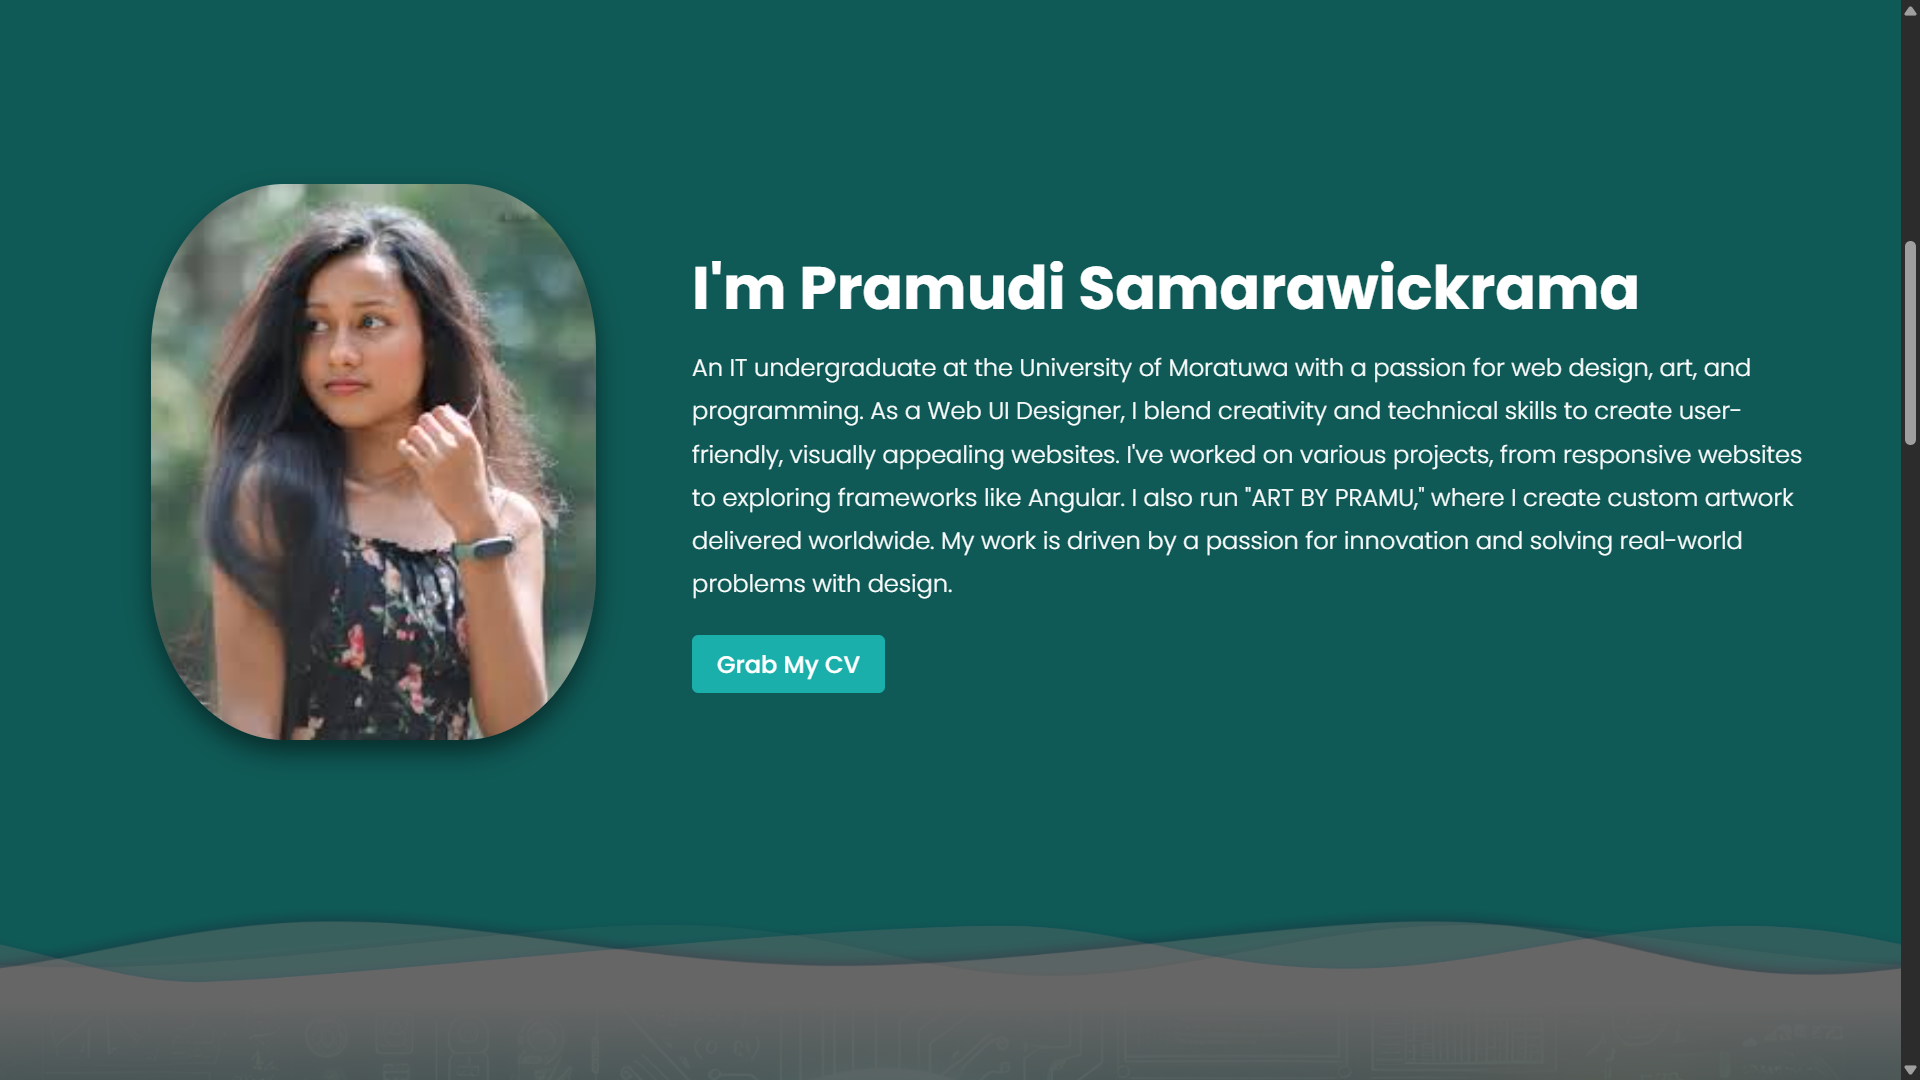 I'm Pramudi Samarawickrama
An IT undergraduate at the University of Moratuwa with a passion for web design, art, and
programming. As a Web UI Designer, I blend creativity and technical skills to create user-
friendly, visually appealing websites. I've worked on various projects, from responsive websites
to exploring frameworks like Angular. I also run "ART BY PRAMU," where I create custom artwork
delivered worldwide. My work is driven by a passion for innovation and solving real-world
problems with design.
Grab My CV